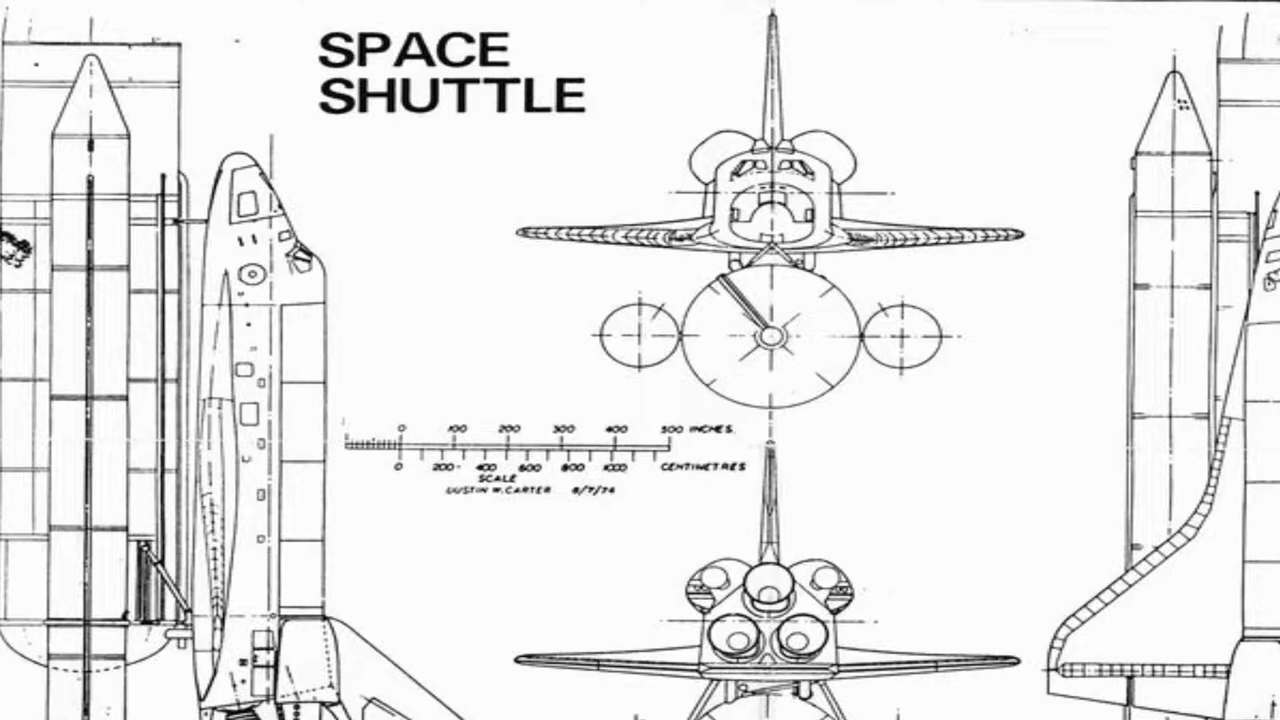 SPACE
SHUTTLE
0 100 200 300 400 500 INCHES.
0 200 400 600 800 1000 CENTIMETRES
SCALE
DUSTIN W. CARTER 8/7/74